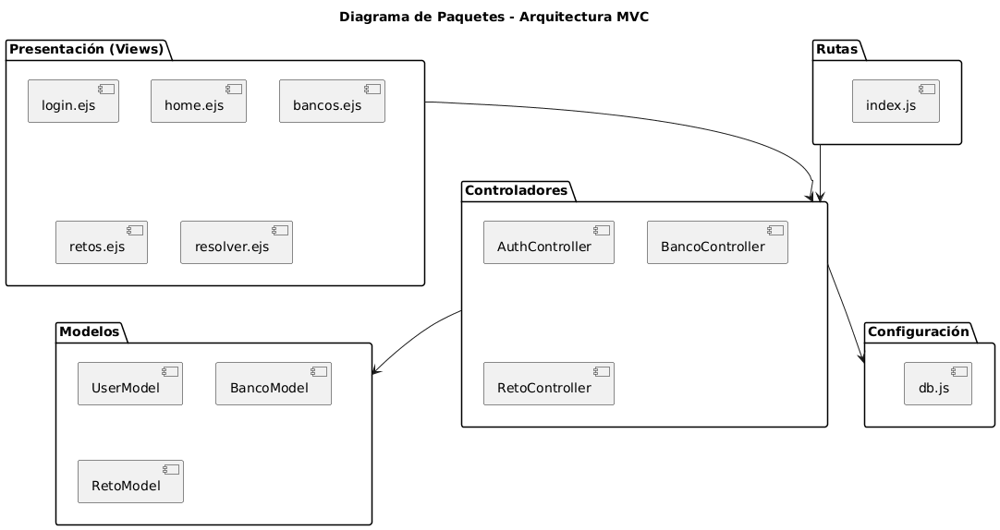 Diagrama de Paquetes - Arquitectura MVC
Presentación (Views)
login.ejs
home.ejs
bancos.ejs
retos.ejs
resolver.ejs
Rutas
index.js
Controladores
AuthController
BancoController
RetoController
Modelos
UserModel
BancoModel
RetoModel
Configuración
db.js